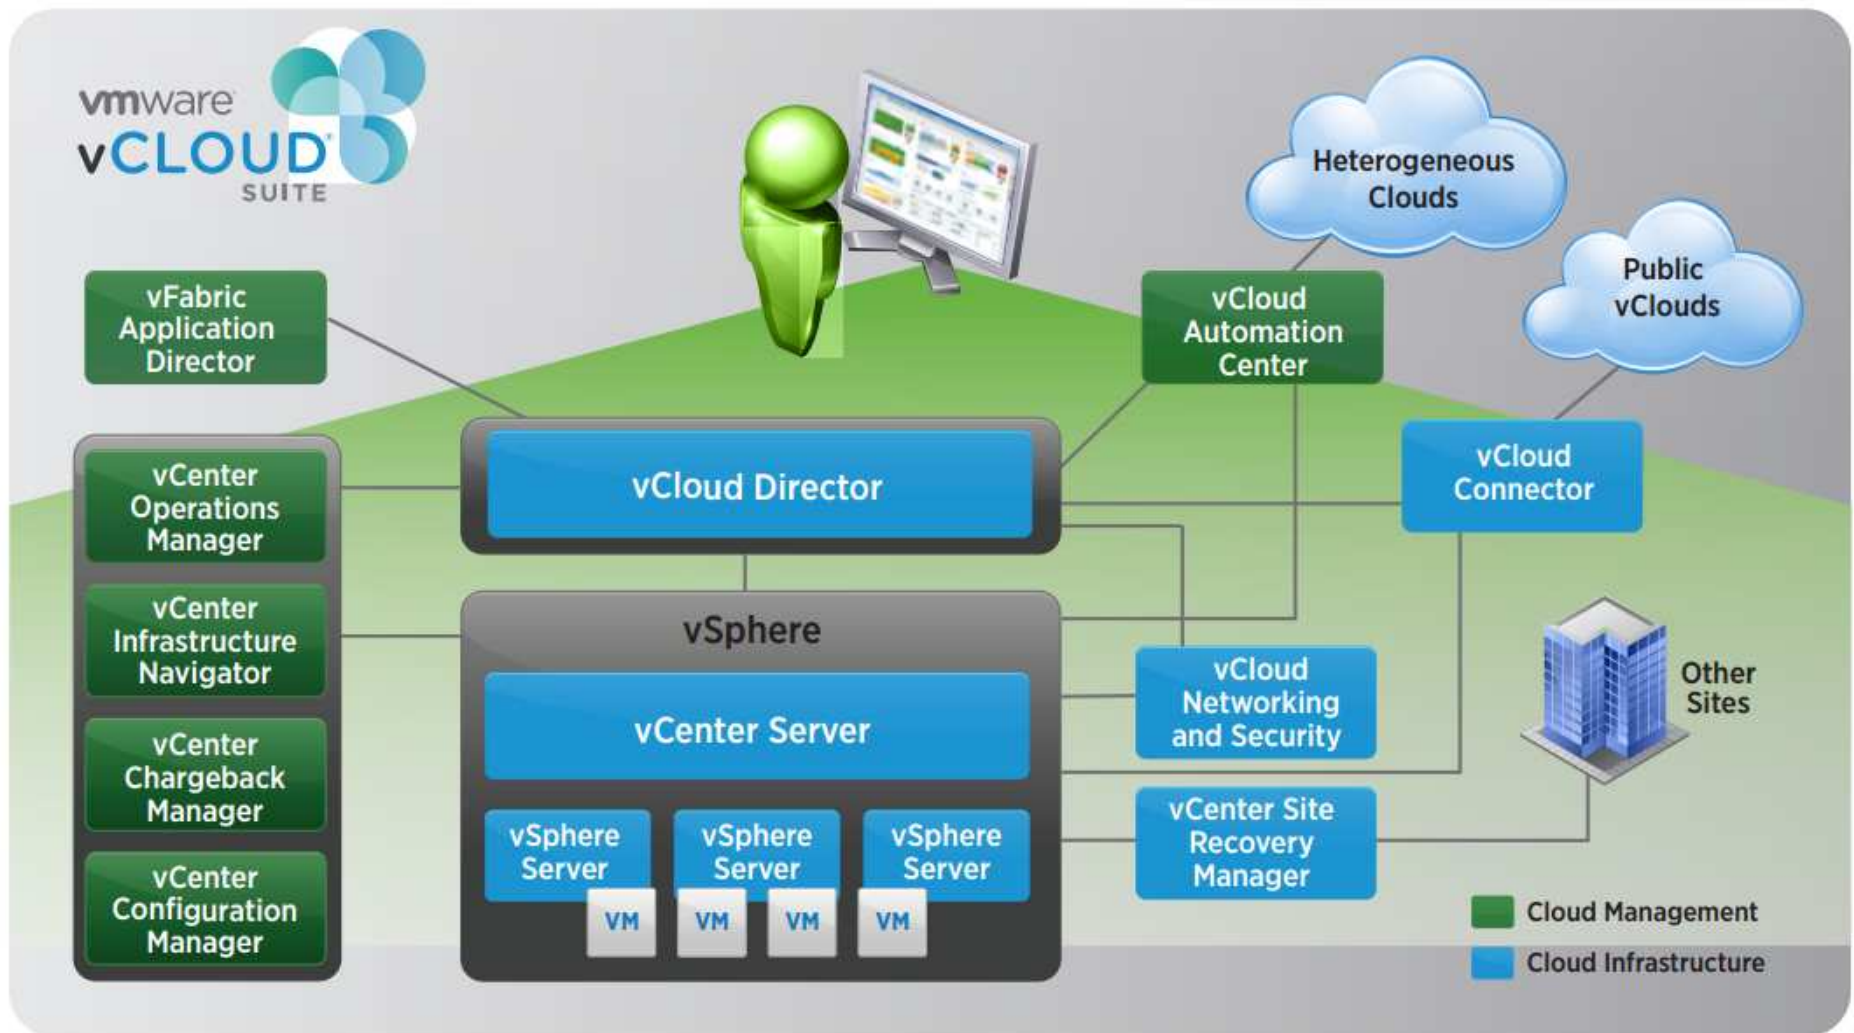 vmware
vCLOUD
SUITE
Heterogeneous
Clouds
Public
vClouds
vFabric
Application
Director
vCloud
Automation
Center
vCenter
Operations
Manager
vCloud Director
vCloud
Connector
vCenter
Infrastructure
Navigator
vSphere
vCenter Server
vCloud
Networking
and Security
Other
Sites
vCenter
Chargeback
Manager
vSphere
Server
vSphere
Server
vSphere
Server
vCenter Site
Recovery
Manager
vCenter
Configuration
Manager
VM
VM
VM
VM
Cloud Management
Cloud Infrastructure